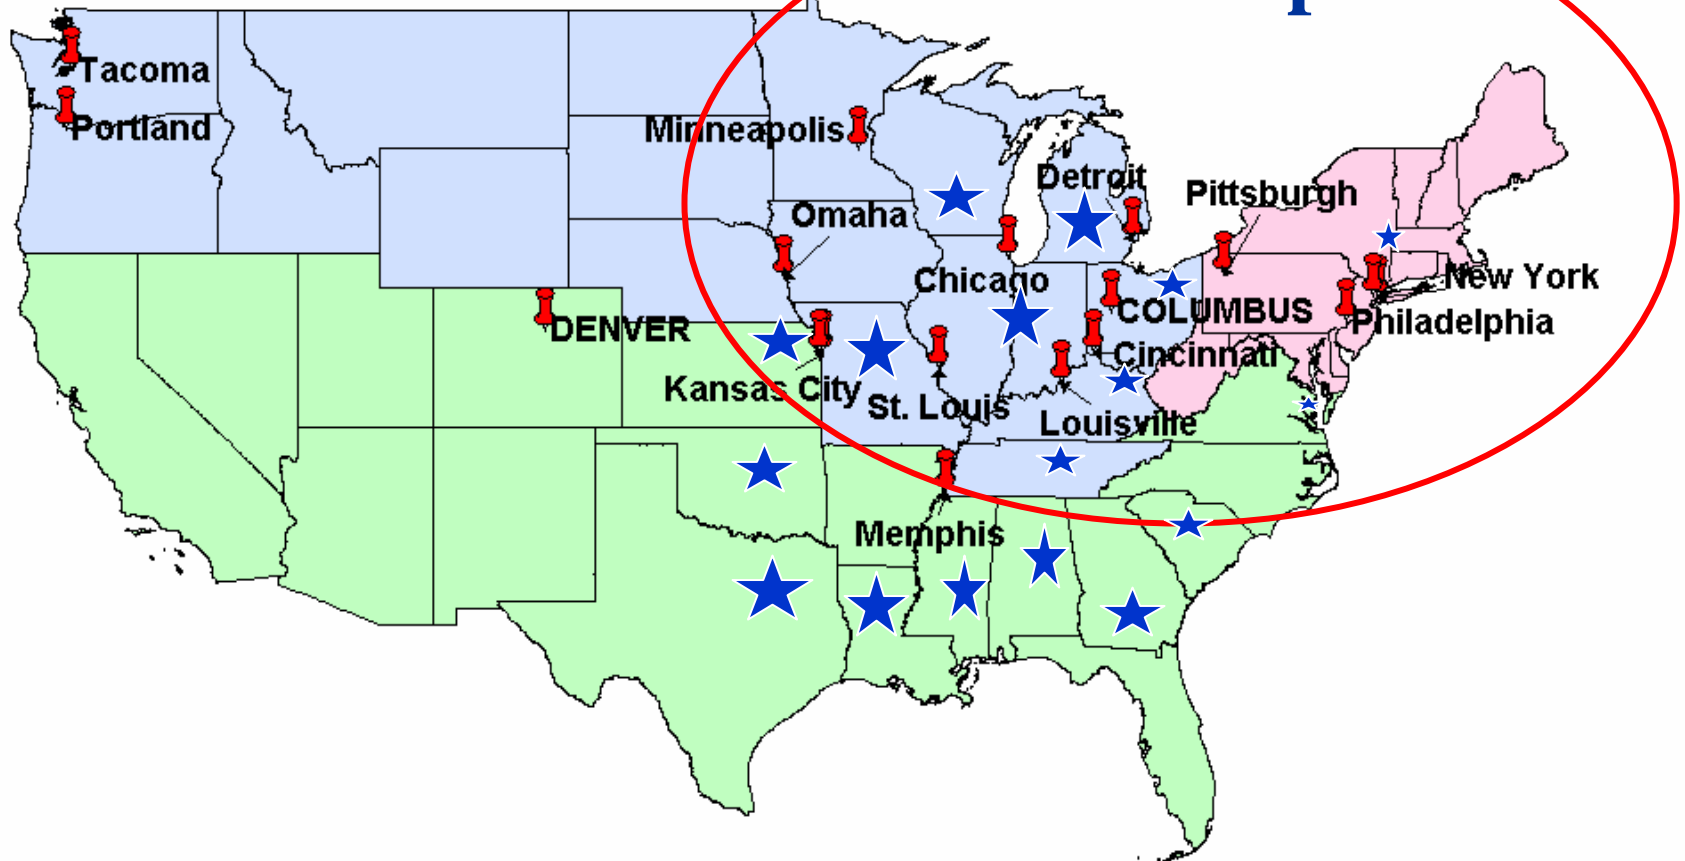 Tacoma
Portland
Minneapolis
Detroit
Pittsburgh
Omaha
Chicago
New York
COLUMBUS
Philadelphia
DENVER
Cincinnati
Kansas City
St. Louis
Louisville
Memphis